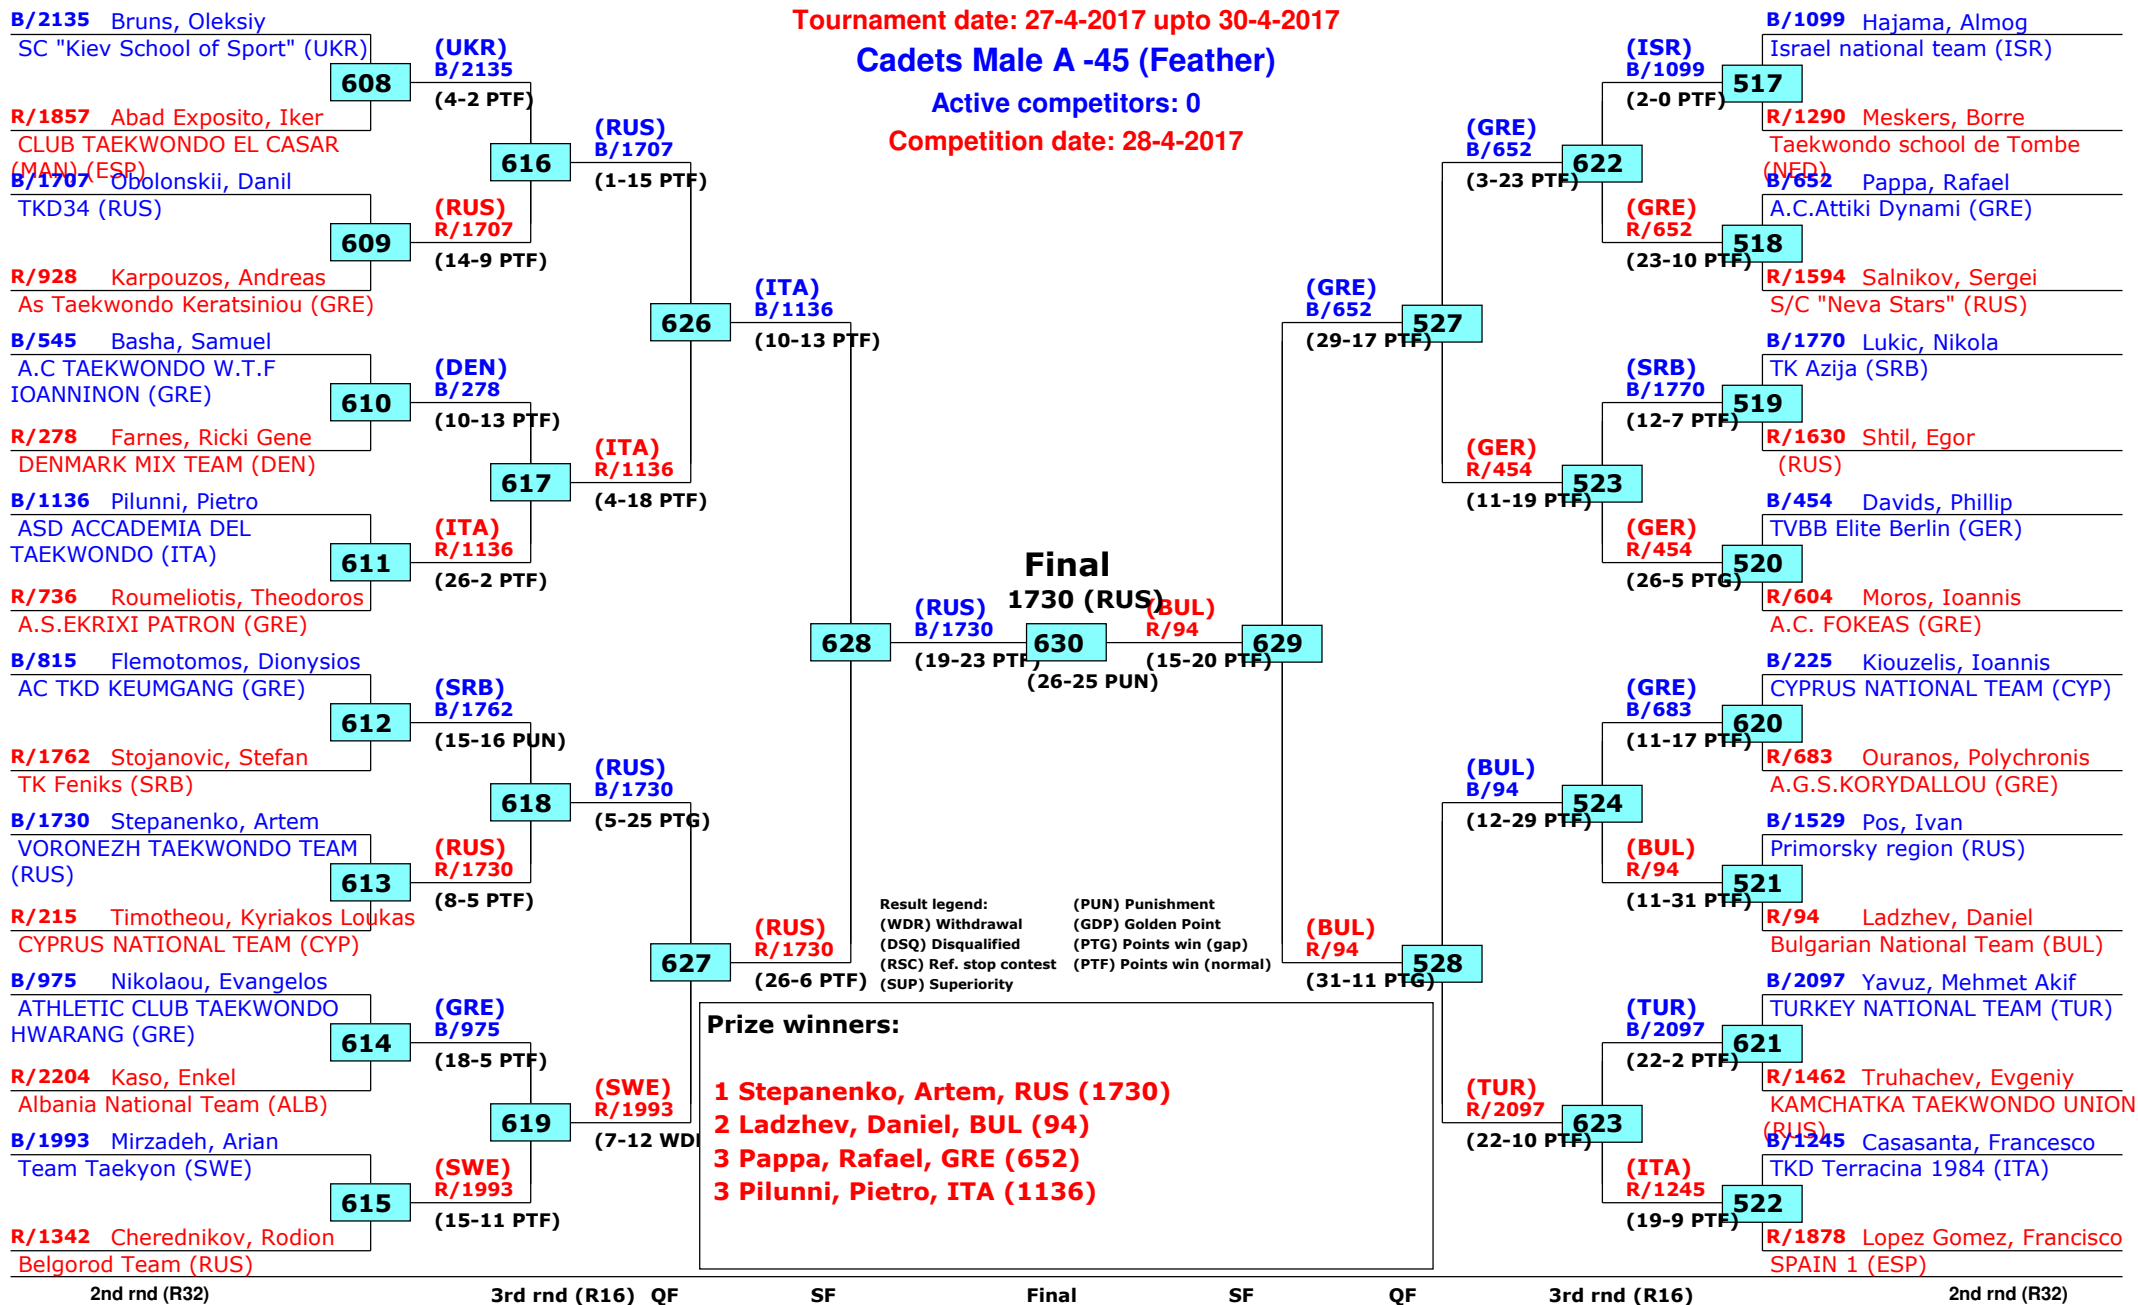 Tournament date: 27-4-2017 upto 30-4-2017
Cadets Male A -45 (Feather)
Active competitors: 0
Competition date: 28-4-2017
B/2135 Bruns, Oleksiy
SC "Kiev School of Sport" (UKR)
608
R/1857 Abad Exposito, Iker
CLUB TAEKWONDO EL CASAR
(MAN) (ESP)
B/1707 Obolonskii, Danil
TKD34 (RUS)
609
R/928 Karpouzos, Andreas
As Taekwondo Keratsiniou (GRE)
B/545 Basha, Samuel
A.C TAEKWONDO W.T.F
IOANNINON (GRE)
610
R/278 Farnes, Ricki Gene
DENMARK MIX TEAM (DEN)
B/1136 Pilunni, Pietro
ASD ACCADEMIA DEL
TAEKWONDO (ITA)
611
R/736 Roumeliotis, Theodoros
A.S.EKRIXI PATRON (GRE)
B/815 Flemotomos, Dionysios
AC TKD KEUMGANG (GRE)
612
R/1762 Stojanovic, Stefan
TK Feniks (SRB)
B/1730 Stepanenko, Artem
VORONEZH TAEKWONDO TEAM
(RUS)
613
R/215 Timotheou, Kyriakos Loukas
CYPRUS NATIONAL TEAM (CYP)
B/975 Nikolaou, Evangelos
ATHLETIC CLUB TAEKWONDO
HWARANG (GRE)
614
R/2204 Kaso, Enkel
Albania National Team (ALB)
B/1993 Mirzadeh, Arian
Team Taekyon (SWE)
615
R/1342 Cherednikov, Rodion
Belgorod Team (RUS)
(UKR)
B/2135
(4-2 PTF)
616
(RUS)
R/1707
(14-9 PTF)
(DEN)
B/278
(10-13 PTF)
617
(ITA)
R/1136
(26-2 PTF)
(SRB)
B/1762
(15-16 PUN)
618
(RUS)
R/1730
(8-5 PTF)
(GRE)
B/975
(18-5 PTF)
619
(SWE)
R/1993
(15-11 PTF)
(RUS)
B/1707
(1-15 PTF)
626
(ITA)
R/1136
(4-18 PTF)
(RUS)
B/1730
(5-25 PTG)
627
(SWE)
R/1993
(7-12 WD
(ITA)
B/1136
(10-13 PTF)
628
(RUS)
R/1730
(26-6 PTF)
(RUS)
B/1730
(19-23 PTF)
Final
1730 (RUS)
630
(26-25 PUN)
(BUL)
R/94
(15-20 PTF)
629
(GRE)
B/652
(29-17 PTF)
527
(BUL)
R/94
(31-11 PTG)
528
(GRE)
B/652
(3-23 PTF)
622
(GER)
R/454
(11-19 PTF)
523
(BUL)
B/94
(12-29 PTF)
524
(TUR)
R/2097
(22-10 PTF)
623
(ISR)
B/1099
(2-0 PTF)
517
(GRE)
R/652
(23-10 PTF)
518
(SRB)
B/1770
(12-7 PTF)
519
(GER)
R/454
(26-5 PTG)
520
(GRE)
B/683
(11-17 PTF)
620
(BUL)
R/94
(11-31 PTF)
521
(TUR)
B/2097
(22-2 PTF)
621
(ITA)
R/1245
(19-9 PTF)
522
B/1099 Hajama, Almog
Israel national team (ISR)
R/1290 Meskers, Borre
Taekwondo school de Tombe
(NED)
B/652 Pappa, Rafael
A.C.Attiki Dynami (GRE)
R/1594 Salnikov, Sergei
S/C "Neva Stars" (RUS)
B/1770 Lukic, Nikola
TK Azija (SRB)
R/1630 Shtil, Egor
(RUS)
B/454 Davids, Phillip
TVBB Elite Berlin (GER)
R/604 Moros, Ioannis
A.C. FOKEAS (GRE)
B/225 Kiouzelis, Ioannis
CYPRUS NATIONAL TEAM (CYP)
R/683 Ouranos, Polychronis
A.G.S.KORYDALLOU (GRE)
B/1529 Pos, Ivan
Primorsky region (RUS)
R/94 Ladzhev, Daniel
Bulgarian National Team (BUL)
B/2097 Yavuz, Mehmet Akif
TURKEY NATIONAL TEAM (TUR)
R/1462 Truhachev, Evgeniy
KAMCHATKA TAEKWONDO UNION
(RUS)
B/1245 Casasanta, Francesco
TKD Terracina 1984 (ITA)
R/1878 Lopez Gomez, Francisco
SPAIN 1 (ESP)
Result legend: (PUN) Punishment
(WDR) Withdrawal (GDP) Golden Point
(DSQ) Disqualified (PTG) Points win (gap)
(RSC) Ref. stop contest (PTF) Points win (normal)
(SUP) Superiority
Prize winners:
1 Stepanenko, Artem, RUS (1730)
2 Ladzhev, Daniel, BUL (94)
3 Pappa, Rafael, GRE (652)
3 Pilunni, Pietro, ITA (1136)
2nd rnd (R32) 3rd rnd (R16) QF SF Final SF QF 3rd rnd (R16) 2nd rnd (R32)